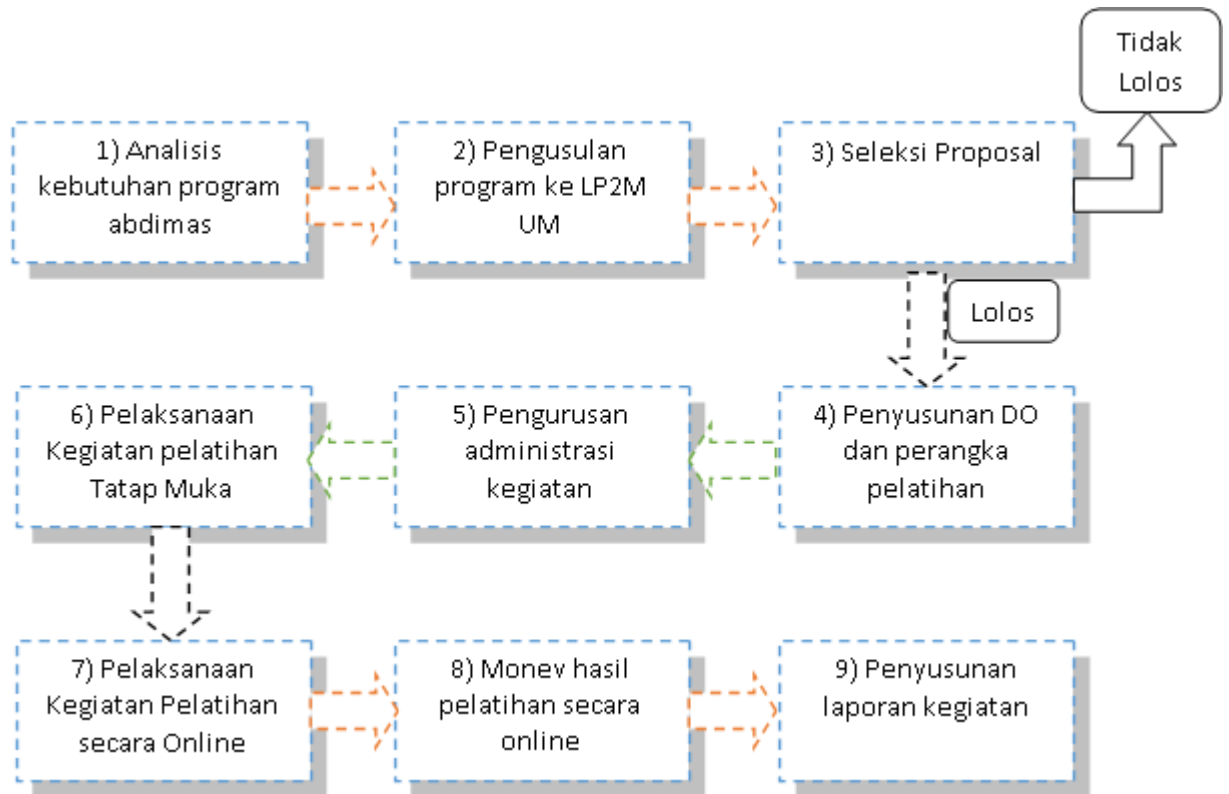 Tidak
Lolos
1) Analisis
kebutuhan program
abdimas
2) Pengusulan
program ke LP2M
UM
3) Seleksi Proposal
Lolos
6) Pelaksanaan
Kegiatan pelatihan
Tatap Muka
5) Pengurusan
administrasi
kegiatan
4) Penyusunan DO
dan perangka
pelatihan
7) Pelaksanaan
Kegiatan Pelatihan
secara Online
8) Monev hasil
pelatihan secara
online
9) Penyusunan
laporan kegiatan